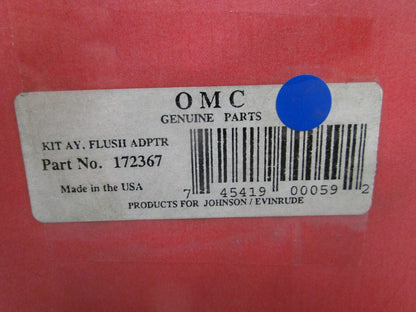 OMC
GENUINE PARTS
KIT AY, FLUSH ADPTR
Part No. 172367
Made in the USA
7 45419 00059 2
PRODUCTS FOR JOHNSON / EVINRUDE